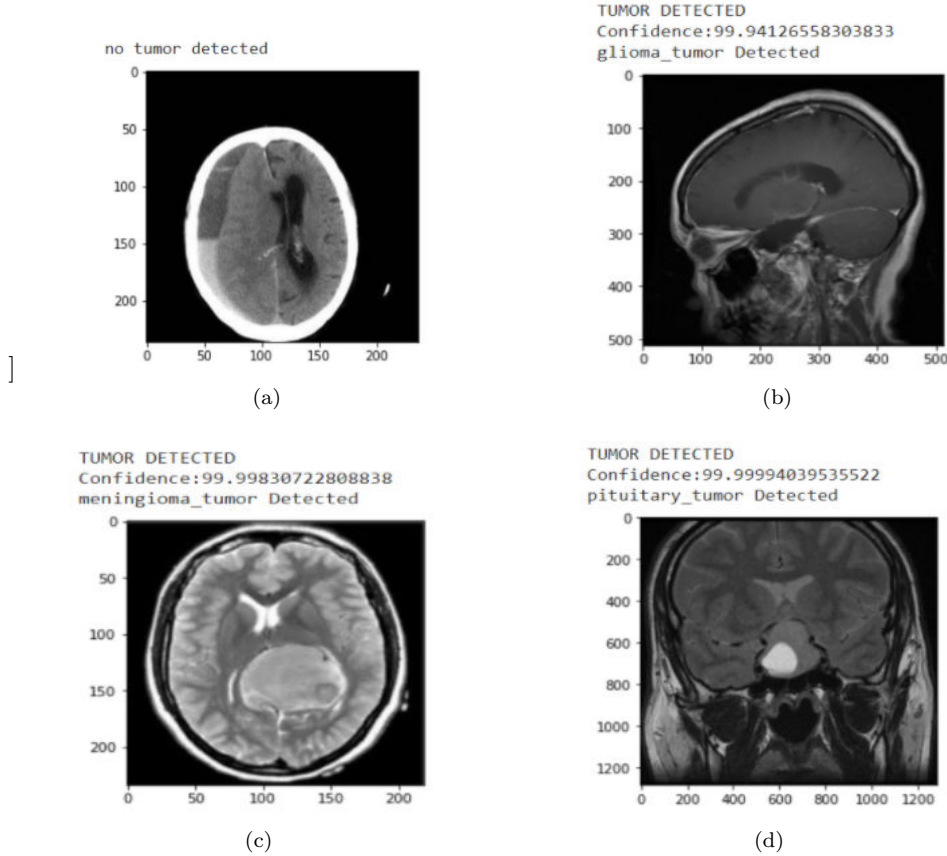 no tumor detected
0
50
100
150
200
0 50 100 150 200
(a)
TUMOR DETECTED
Confidence:99.94126558303833
glioma_tumor Detected
0
100
200
300
400
500
0 100 200 300 400 500
(b)
]
TUMOR DETECTED
Confidence:99.99830722808838
meningioma_tumor Detected
0
50
100
150
200
0 50 100 150 200
(c)
TUMOR DETECTED
Confidence:99.99994039535522
pituitary_tumor Detected
0
200
400
600
800
1000
1200
0 200 400 600 800 1000 1200
(d)